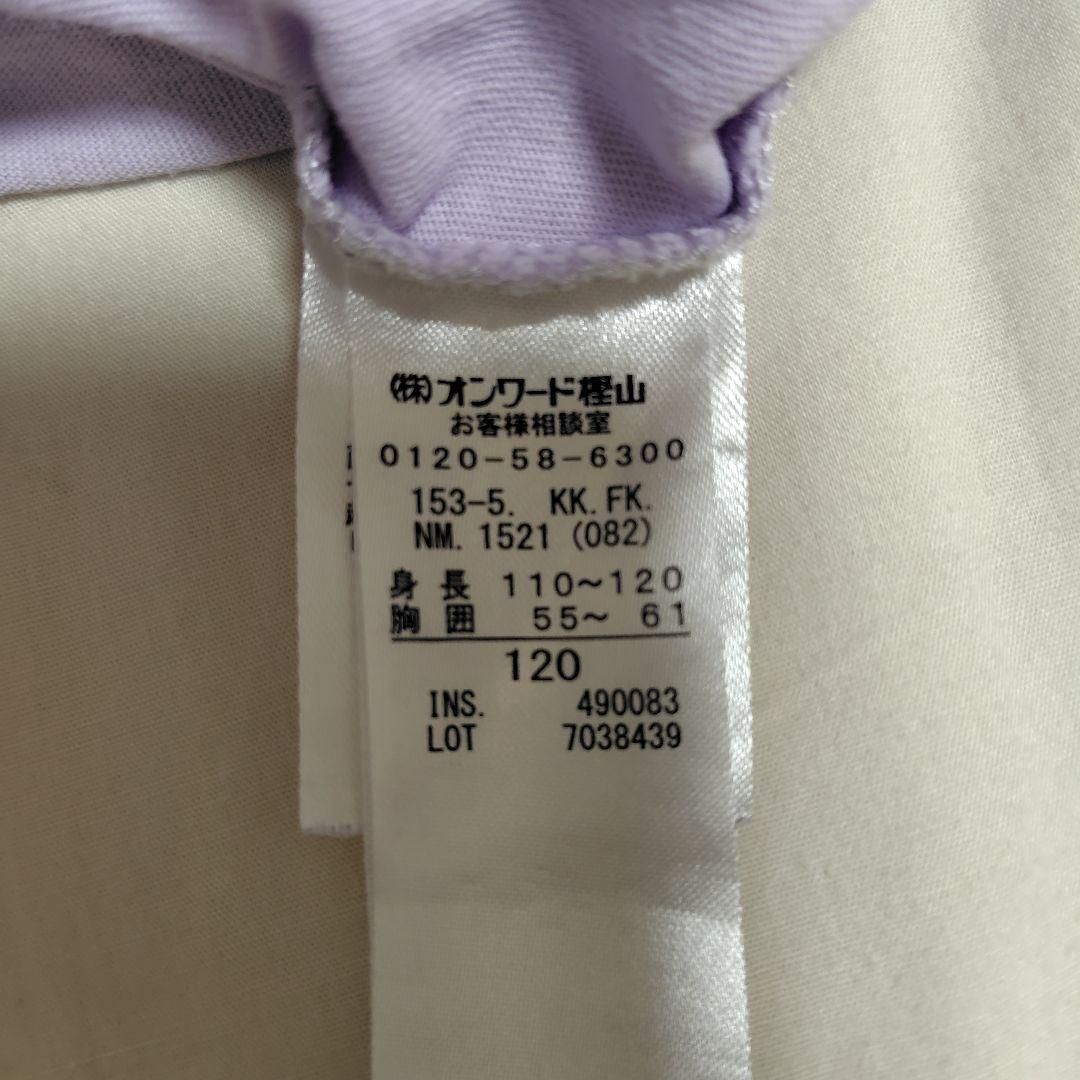 (株)オンワード樫山
お客様相談室
0120-58-6300
153-5. KK.FK.
NM. 1521 (082)
身長 110～120
胸囲 55～ 61
120
INS. 490083
LOT 7038439